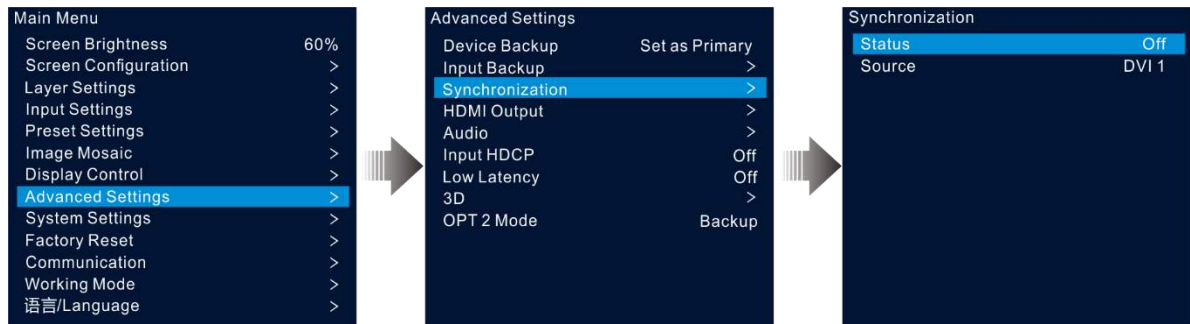 Main Menu
Screen Brightness 60%
Screen Configuration >
Layer Settings >
Input Settings >
Preset Settings >
Image Mosaic >
Display Control >
Advanced Settings >
System Settings >
Factory Reset >
Communication >
Working Mode >
语言/Language >
Advanced Settings
Device Backup Set as Primary
Input Backup >
Synchronization >
HDMI Output >
Audio >
Input HDCP Off
Low Latency Off
3D >
OPT 2 Mode Backup
Synchronization
Status Off
Source DVI 1